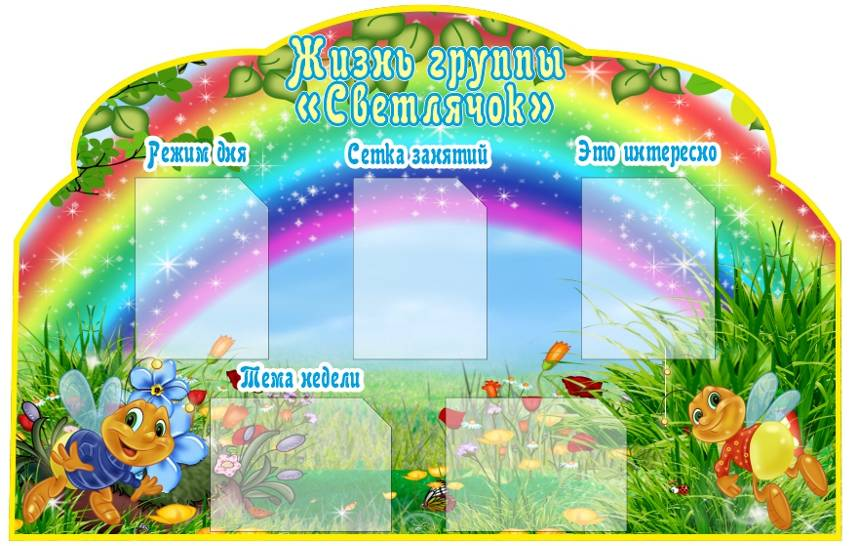 Жизнь группы
«Светлячок»
Режим дня
Сетка занятий
Это интересно
Тема недели